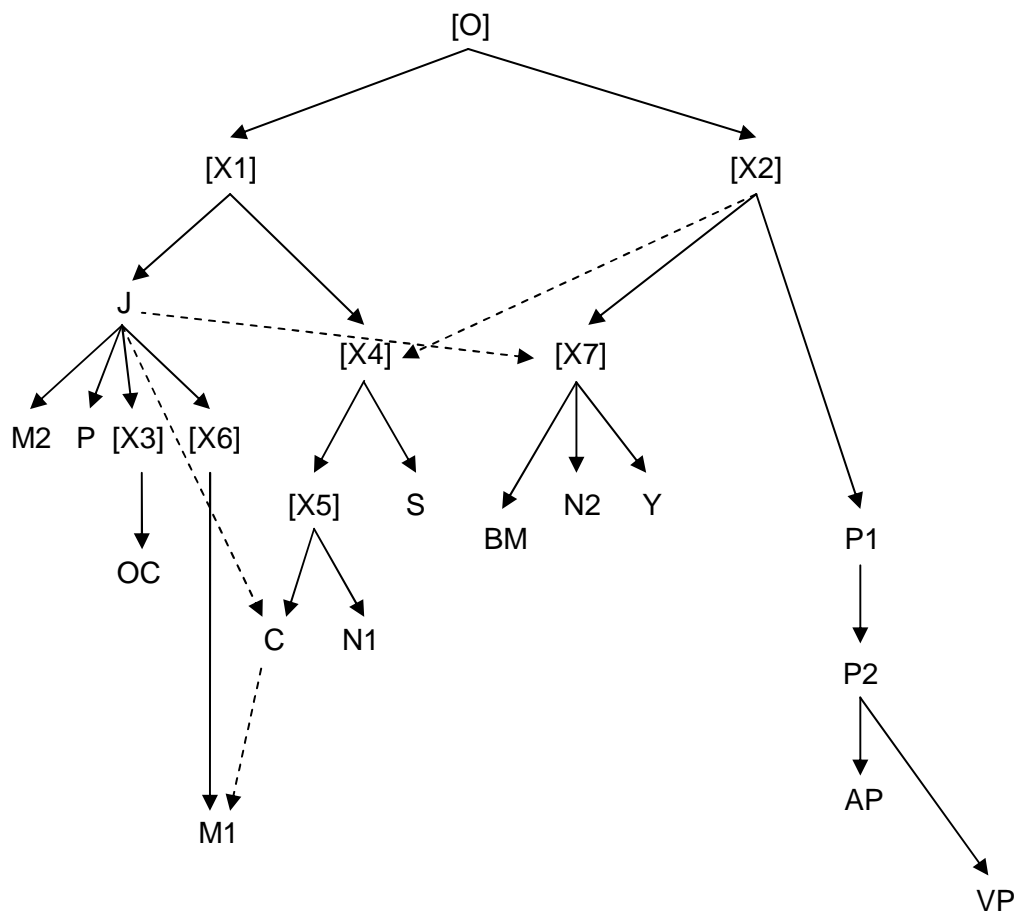 [O]
[X1] [X2]
J
[X4] [X7]
M2 P [X3] [X6]
[X5] S N2 Y
BM P1
OC
C N1
P2
AP
M1
VP